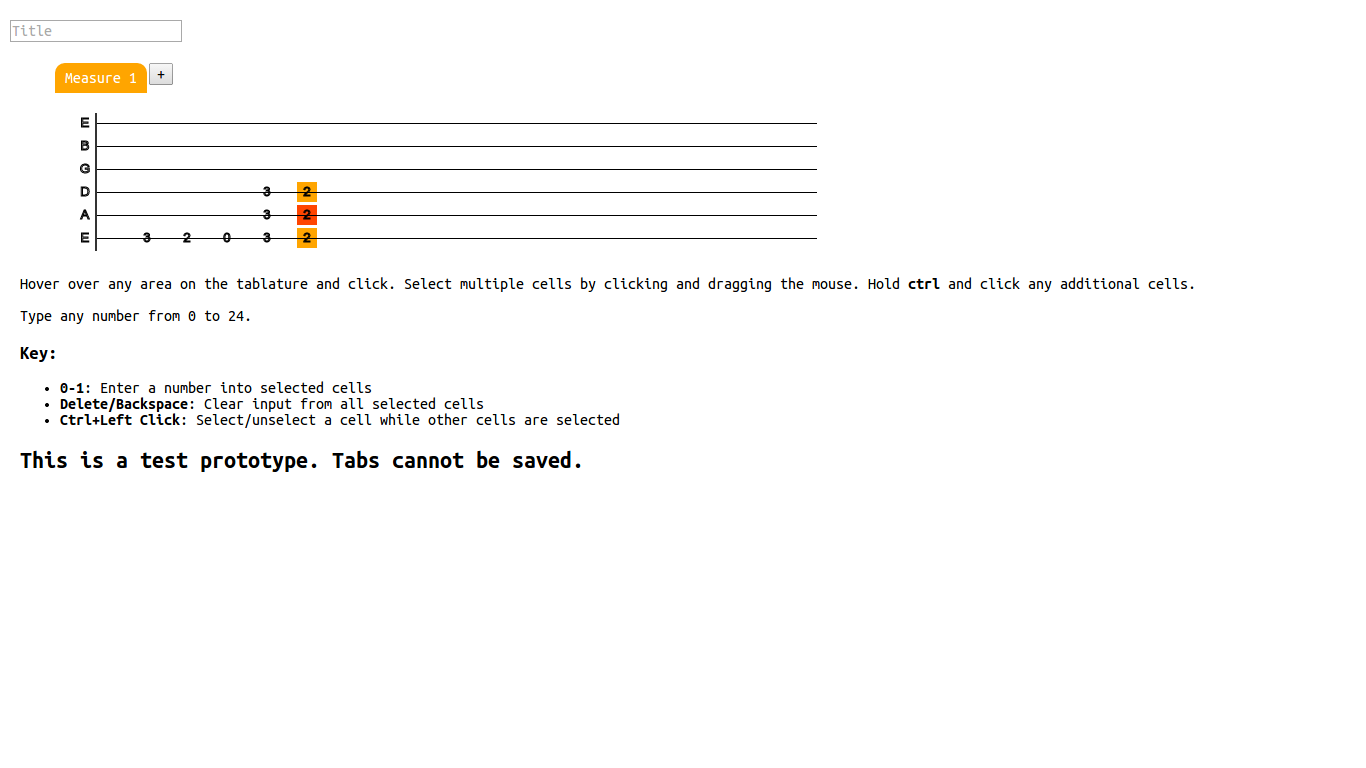 Title
Measure 1 +
E
B
G
D 3 2
A 3 2
E 3 2 0 3 2
Hover over any area on the tablature and click. Select multiple cells by clicking and dragging the mouse. Hold ctrl and click any additional cells.
Type any number from 0 to 24.
Key:
• 0-1: Enter a number into selected cells
• Delete/Backspace: Clear input from all selected cells
• Ctrl+Left Click: Select/unselect a cell while other cells are selected
This is a test prototype. Tabs cannot be saved.